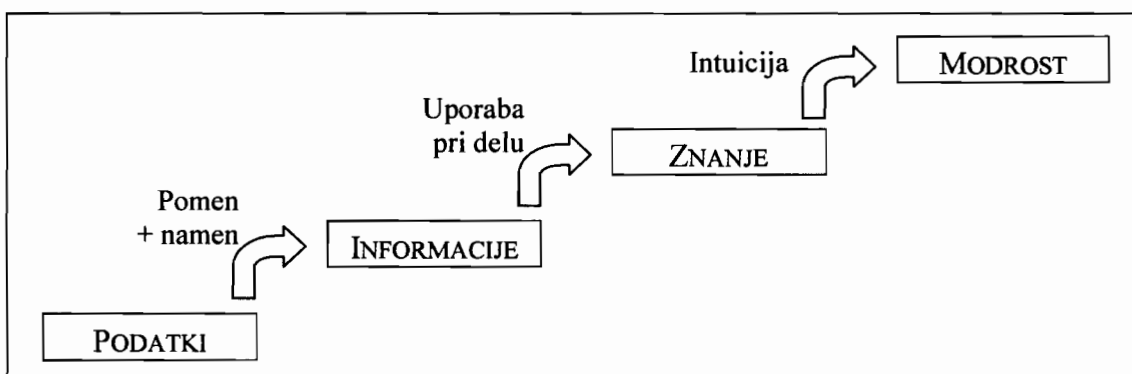 Intuicija
MODROST
Uporaba
pri delu
ZNANJE
Pomen
+ namen
INFORMACIJE
PODATKI